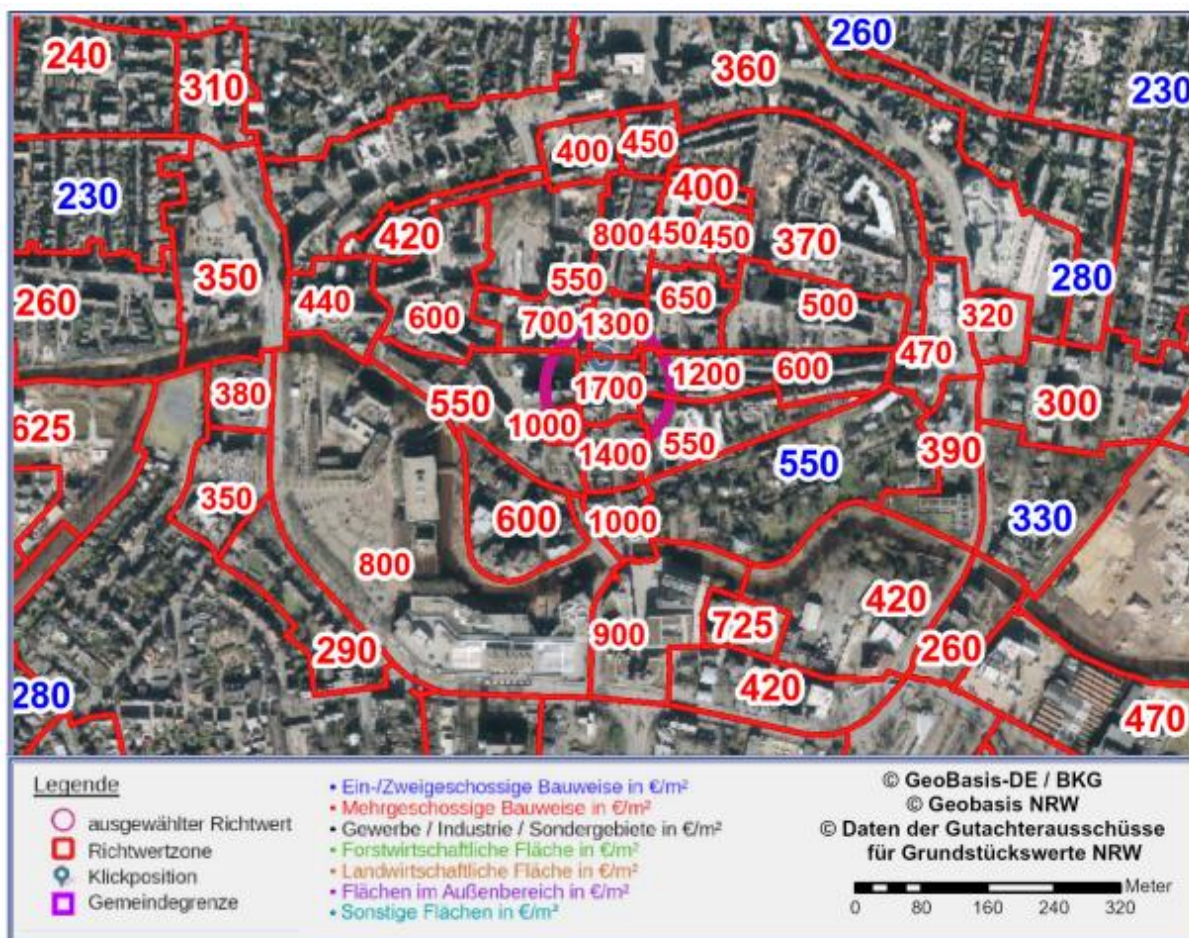 240
310
260
360
230
400
450
400
230
420
800
450
450
370
350
550
280
260
440
600
650
500
700
1300
320
470
1200
600
1700
380
550
300
1000
625
1400
550
390
550
350
600
1000
330
800
420
725
900
290
260
420
280
470
Legende
ausgewählter Richtwert
Richtwertzone
Klickposition
Gemeindegrenze
• Ein-/Zweigeschossige Bauweise in €/m²
• Mehrgeschossige Bauweise in €/m²
• Gewerbe / Industrie / Sondergebiete in €/m²
• Forstwirtschaftliche Fläche in €/m²
• Landwirtschaftliche Fläche in €/m²
• Flächen im Außenbereich in €/m²
• Sonstige Flächen in €/m²
© GeoBasis-DE / BKG
© Geobasis NRW
© Daten der Gutachterausschüsse
für Grundstückswerte NRW
Meter
0 80 160 240 320